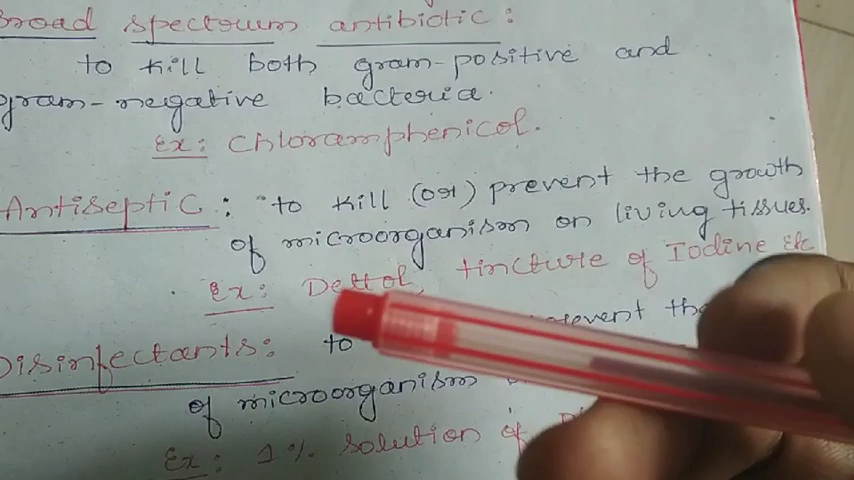 Broad spectrum antibiotic:
to kill both gram-positive and
gram-negative bacteria.
Ex: Chloramphenicol.
Antiseptic: to kill (or) prevent the growth
of microorganism on living tissues.
Ex: Dettol, tincture of Iodine etc
Disinfectants: to prevent the
of microorganism
Ex: 1% solution of